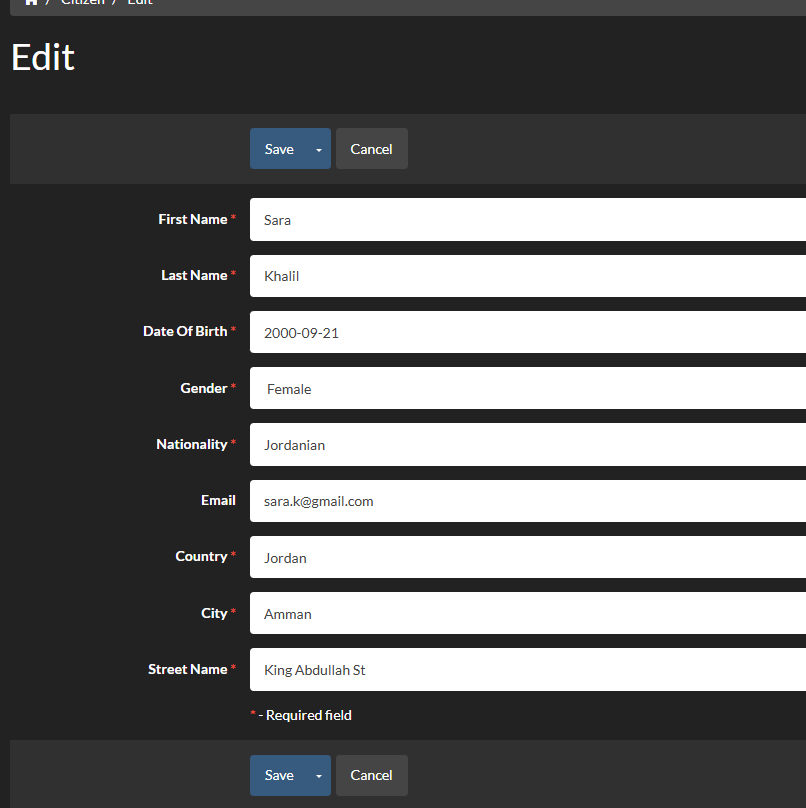 / Citizen / Edit
Edit
Save Cancel
First Name * Sara
Last Name * Khalil
Date Of Birth * 2000-09-21
Gender * Female
Nationality * Jordanian
Email sara.k@gmail.com
Country * Jordan
City * Amman
Street Name * King Abdullah St
* - Required field
Save Cancel